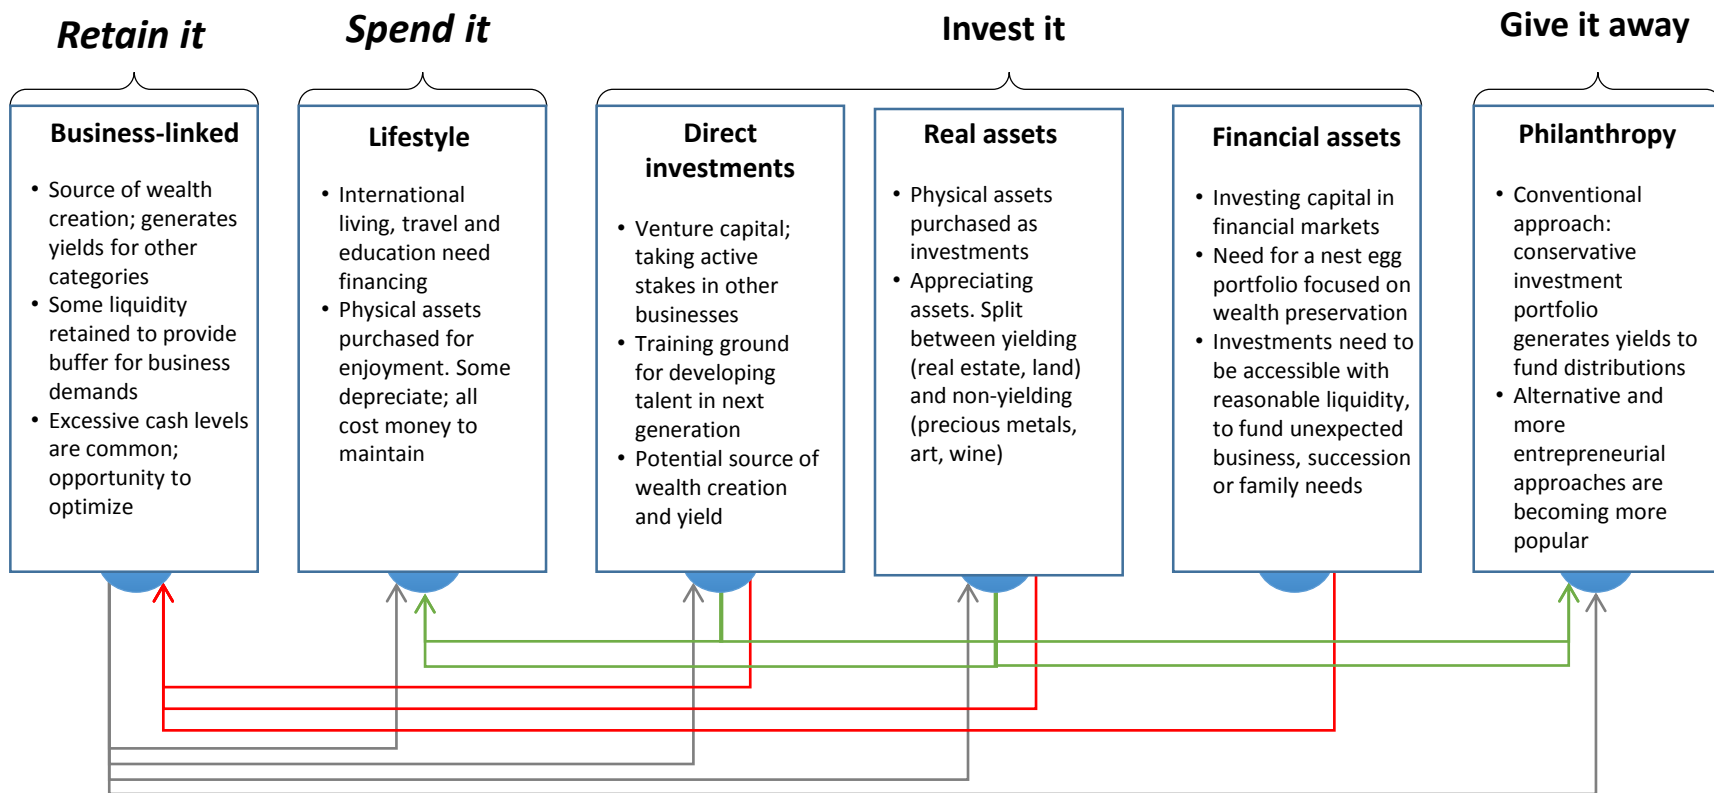 Retain it
Spend it
Invest it
Give it away
Business-linked
• Source of wealth
creation; generates
yields for other
categories
• Some liquidity
retained to provide
buffer for business
demands
• Excessive cash levels
are common;
opportunity to
optimize
Lifestyle
• International
living, travel and
education need
financing
• Physical assets
purchased for
enjoyment. Some
depreciate; all
cost money to
maintain
Direct
investments
• Venture capital;
taking active
stakes in other
businesses
• Training ground
for developing
talent in next
generation
• Potential source of
wealth creation
and yield
Real assets
• Physical assets
purchased as
investments
• Appreciating
assets. Split
between yielding
(real estate, land)
and non-yielding
(precious metals,
art, wine)
Financial assets
• Investing capital in
financial markets
• Need for a nest egg
portfolio focused on
wealth preservation
• Investments need to
be accessible with
reasonable liquidity,
to fund unexpected
business, succession
or family needs
Philanthropy
• Conventional
approach:
conservative
investment
portfolio
generates yields to
fund distributions
• Alternative and
more
entrepreneurial
approaches are
becoming more
popular